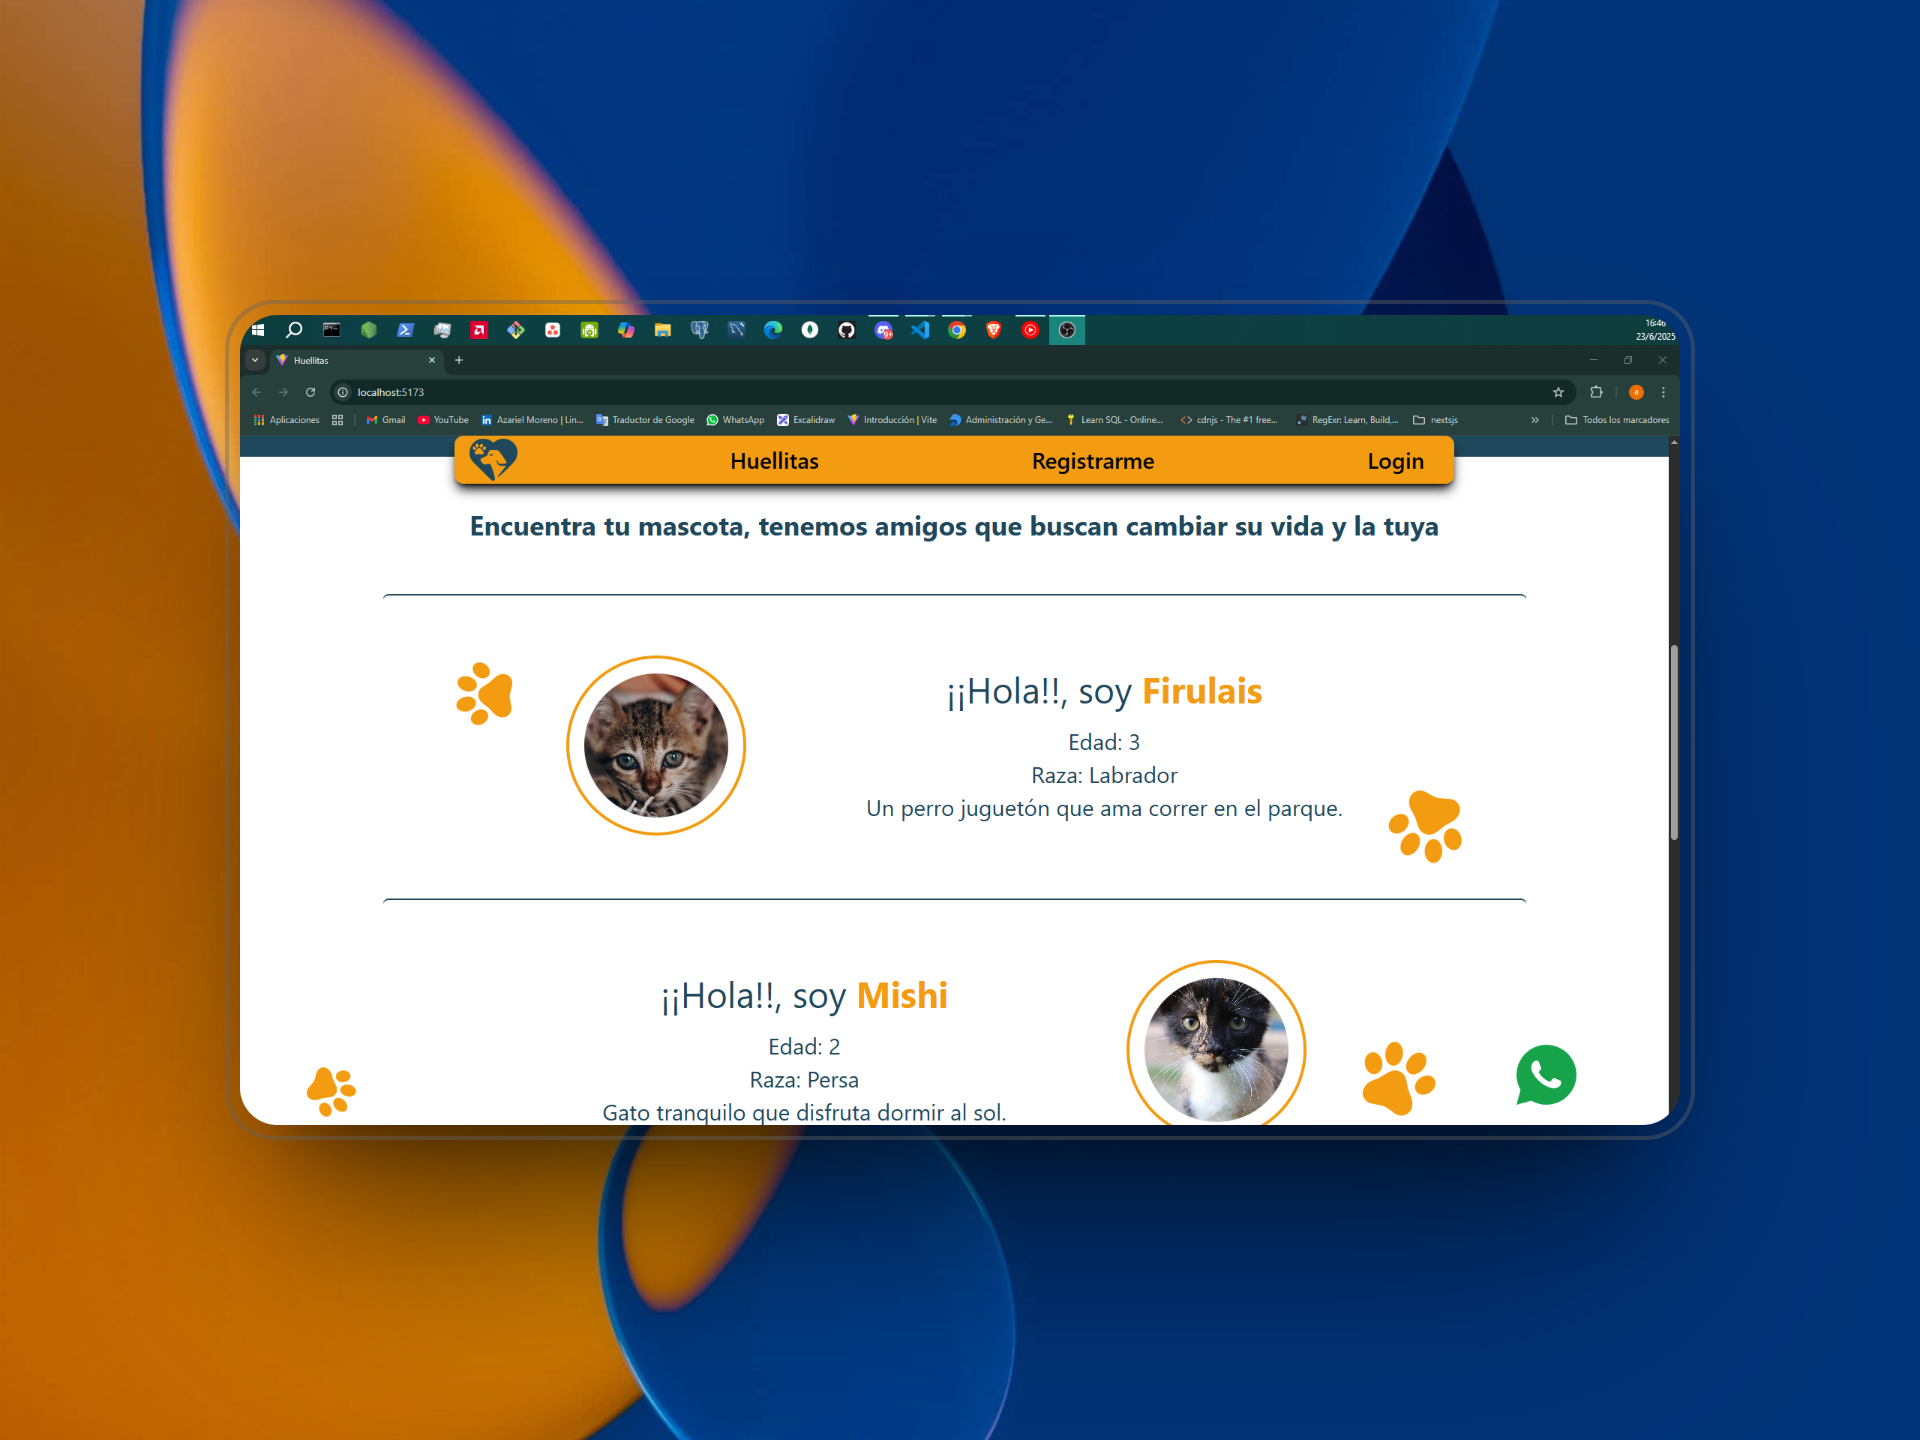 16:46
23/6/2025
Huellitas
localhost:5173
a
Aplicaciones
Gmail
YouTube
Azariel Moreno | Lin...
Traductor de Google
WhatsApp
Excalidraw
Introducción | Vite
Administración y Ge...
Learn SQL - Online...
cdnjs - The #1 free...
RegExr: Learn, Build,...
nextsjs
»
Todos los marcadores
Huellitas
Registrarme
Login
Encuentra tu mascota, tenemos amigos que buscan cambiar su vida y la tuya
¡¡Hola!!, soy Firulais
Edad: 3
Raza: Labrador
Un perro juguetón que ama correr en el parque.
¡¡Hola!!, soy Mishi
Edad: 2
Raza: Persa
Gato tranquilo que disfruta dormir al sol.